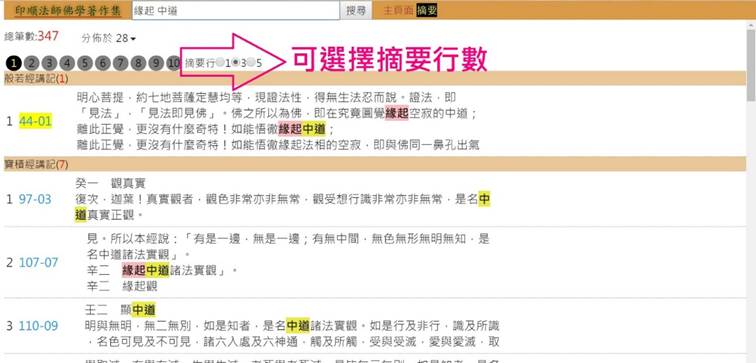 印順法師佛學著作集 緣起 中道 搜尋 主頁面 摘要
總筆數:347 分佈於 28
1 2 3 4 5 6 7 8 9 10 摘要行 1 3 5 可選擇摘要行數
般若經講記(1)
明心菩提,約七地菩薩定慧均等,現證法性,得無生法忍而說。證法,即
「見法」,「見法即見佛」。佛之所以為佛,即在究竟圓覺緣起空寂的中道;
1 44-01
離此正覺,更沒有什麼奇特!如能悟徹緣起中道;
離此正覺,更沒有什麼奇特!如能悟徹緣起法相的空寂,即與佛同一鼻孔出氣
寶積經講記(7)
癸一 觀真實
1 97-03 復次,迦葉!真實觀者,觀色非常亦非無常,觀受想行識非常亦非無常,是名中
道真實正觀。
見。所以本經說:「有是一邊,無是一邊;有無中間,無色無形無明無知,是
2 107-07 名中道諸法實觀」。
辛二 緣起中道諸法實觀」。
辛二 緣起觀
壬二 顯中道
3 110-09 明與無明,無二無別,如是知者,是名中道諸法實觀。如是行及非行,識及所識
,名色可見及不可見,諸六入處及六神通,觸及所觸,受與受滅,愛與愛滅,取